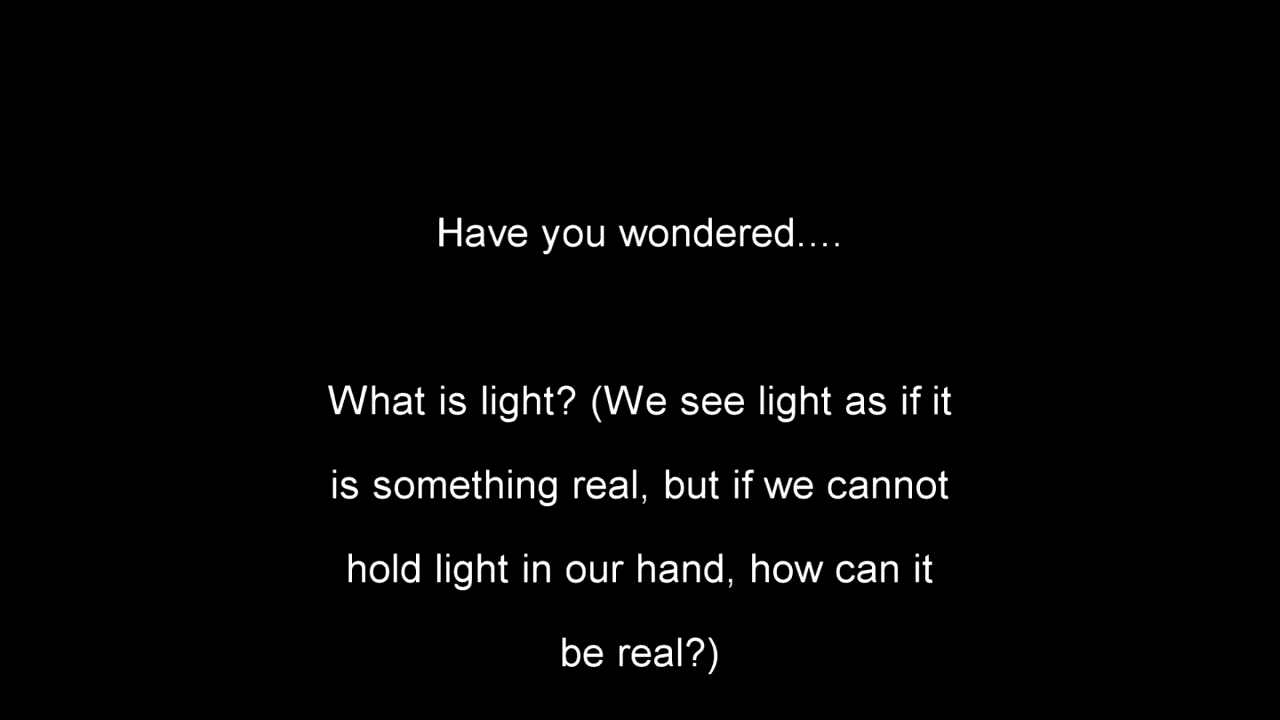 Have you wondered....
What is light? (We see light as if it
is something real, but if we cannot
hold light in our hand, how can it
be real?)